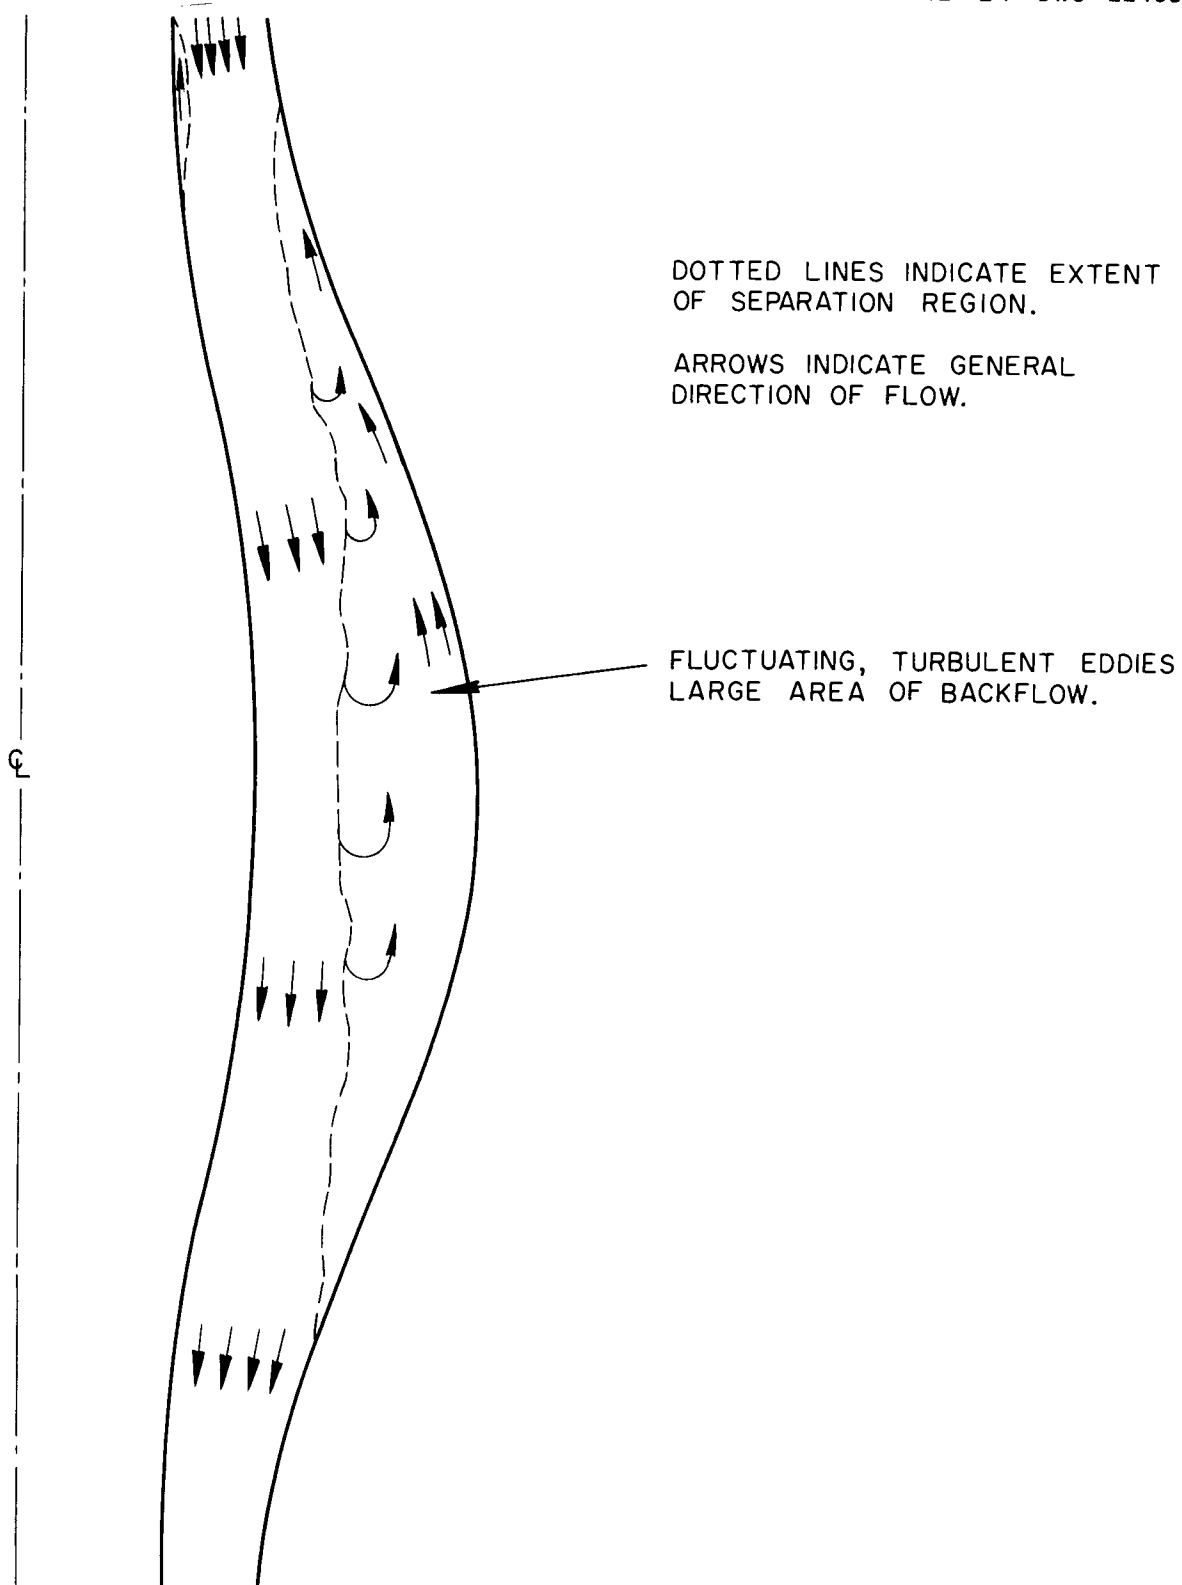 DOTTED LINES INDICATE EXTENT
OF SEPARATION REGION.
ARROWS INDICATE GENERAL
DIRECTION OF FLOW.
FLUCTUATING, TURBULENT EDDIES
LARGE AREA OF BACKFLOW.
℄